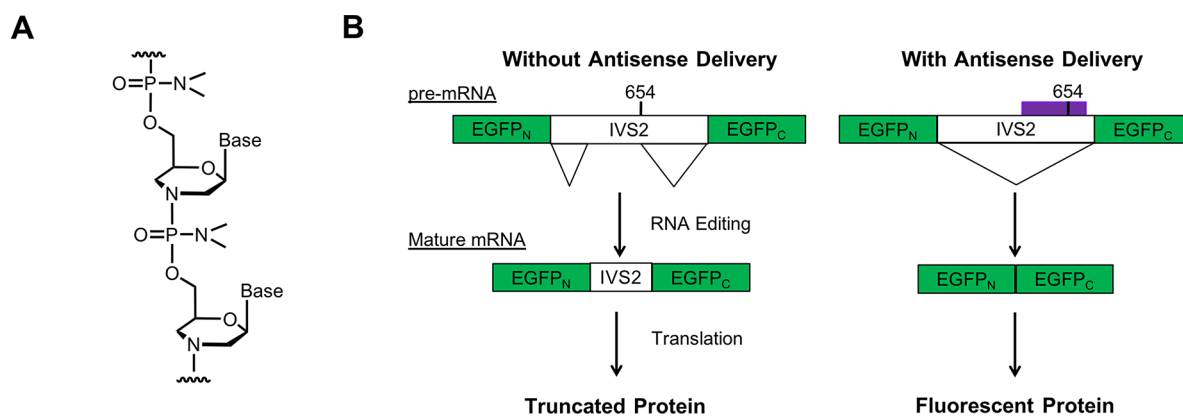 A
O=P-N
O
Base
O
N
O=P-N
O
Base
O
N
B
Without Antisense Delivery
pre-mRNA
654
EGFPN IVS2 EGFPC
RNA Editing
Mature mRNA
EGFPN IVS2 EGFPC
Translation
Truncated Protein
With Antisense Delivery
654
EGFPN IVS2 EGFPC
EGFPN EGFPC
Fluorescent Protein